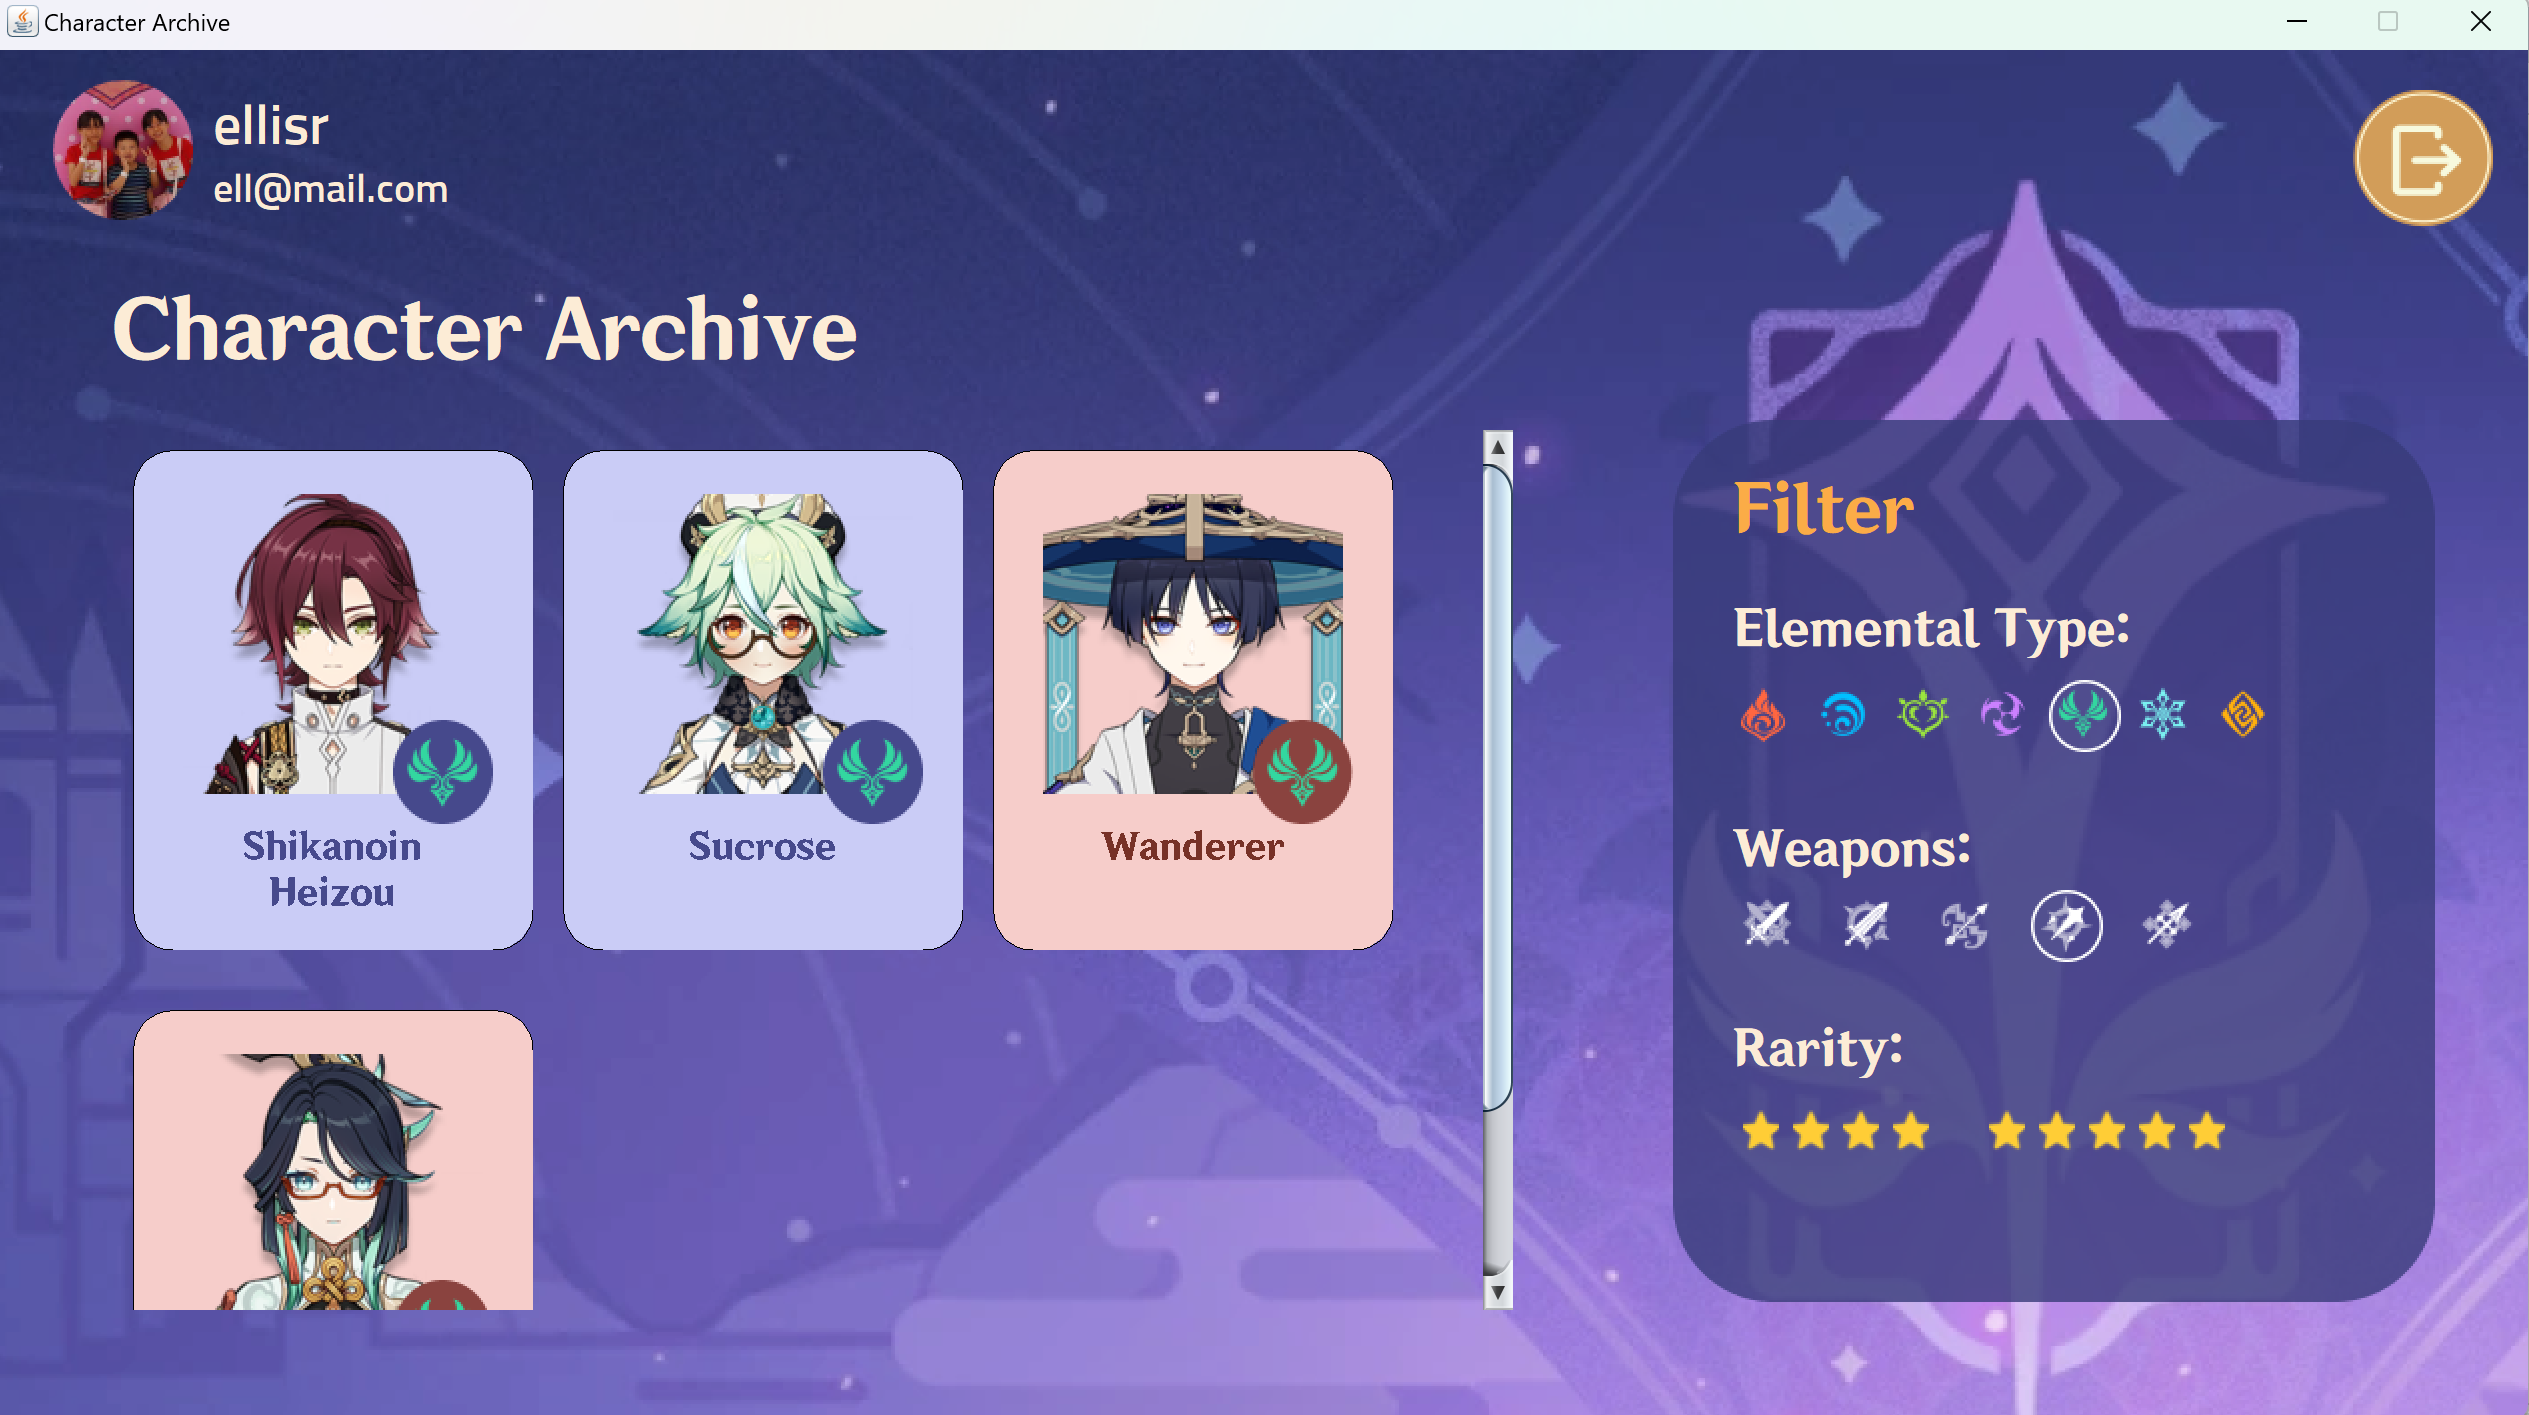 Character Archive
ellisr
ell@mail.com
Character Archive
Shikanoin
Heizou
Sucrose
Wanderer
Filter
Elemental Type:
Weapons:
Rarity: